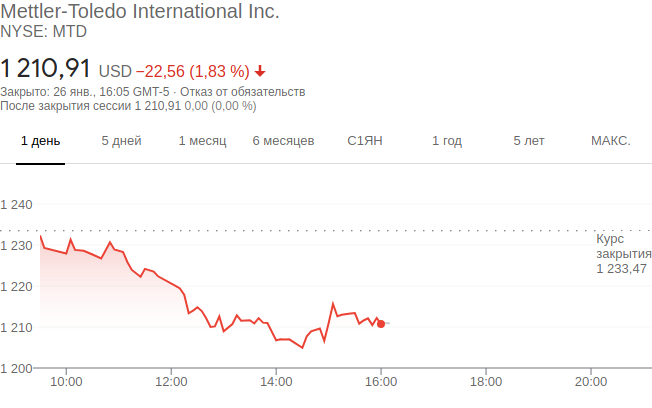 Mettler-Toledo International Inc.
NYSE: MTD
1 210,91 USD −22,56 (1,83 %)
Закрыто: 26 янв., 16:05 GMT-5 · Отказ от обязательств
После закрытия сессии 1 210,91 0,00 (0,00 %)
1 день 5 дней 1 месяц 6 месяцев С1ЯН 1 год 5 лет МАКС.
1 240
1 230
1 220
1 210
1 200
Курс
закрытия
1 233,47
10:00 12:00 14:00 16:00 18:00 20:00